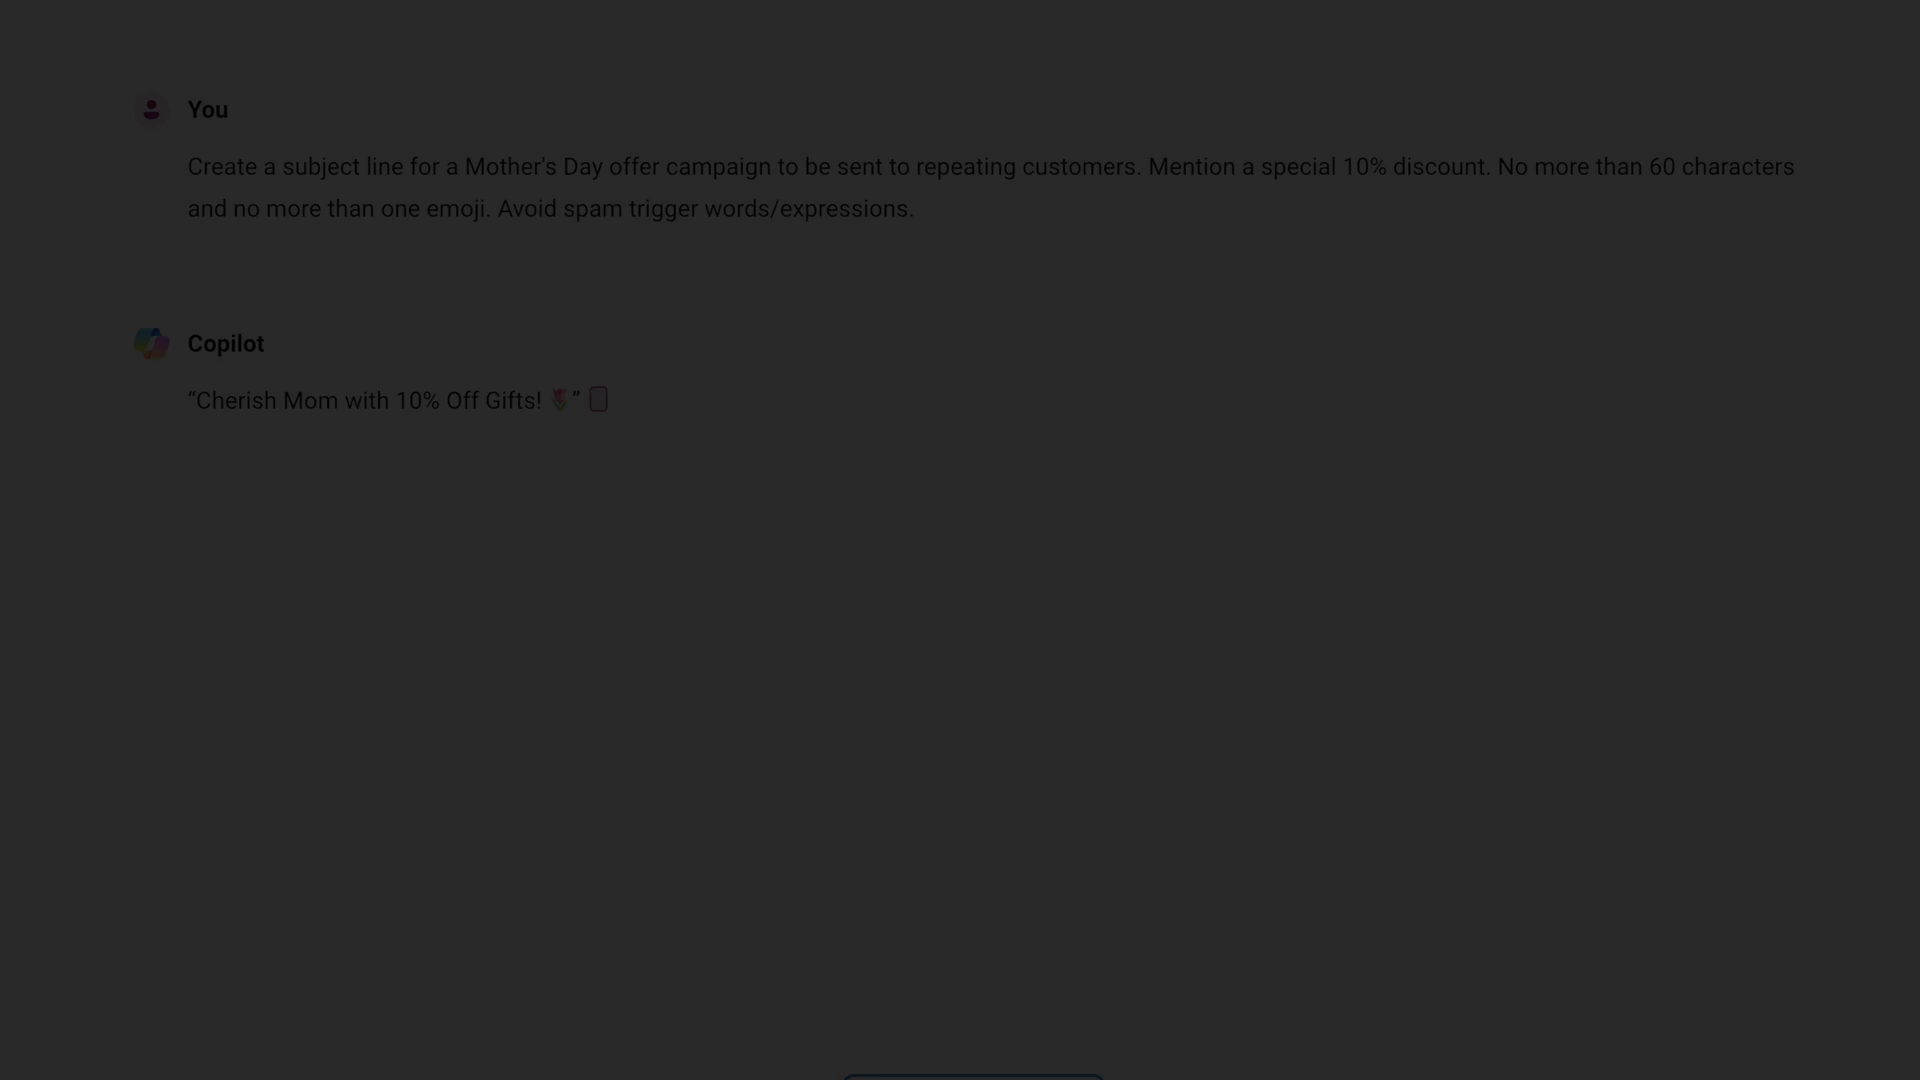 You
Create a subject line for a Mother's Day offer campaign to be sent to repeating customers. Mention a special 10% discount. No more than 60 characters
and no more than one emoji. Avoid spam trigger words/expressions.
Copilot
“Cherish Mom with 10% Off Gifts! 🌷”